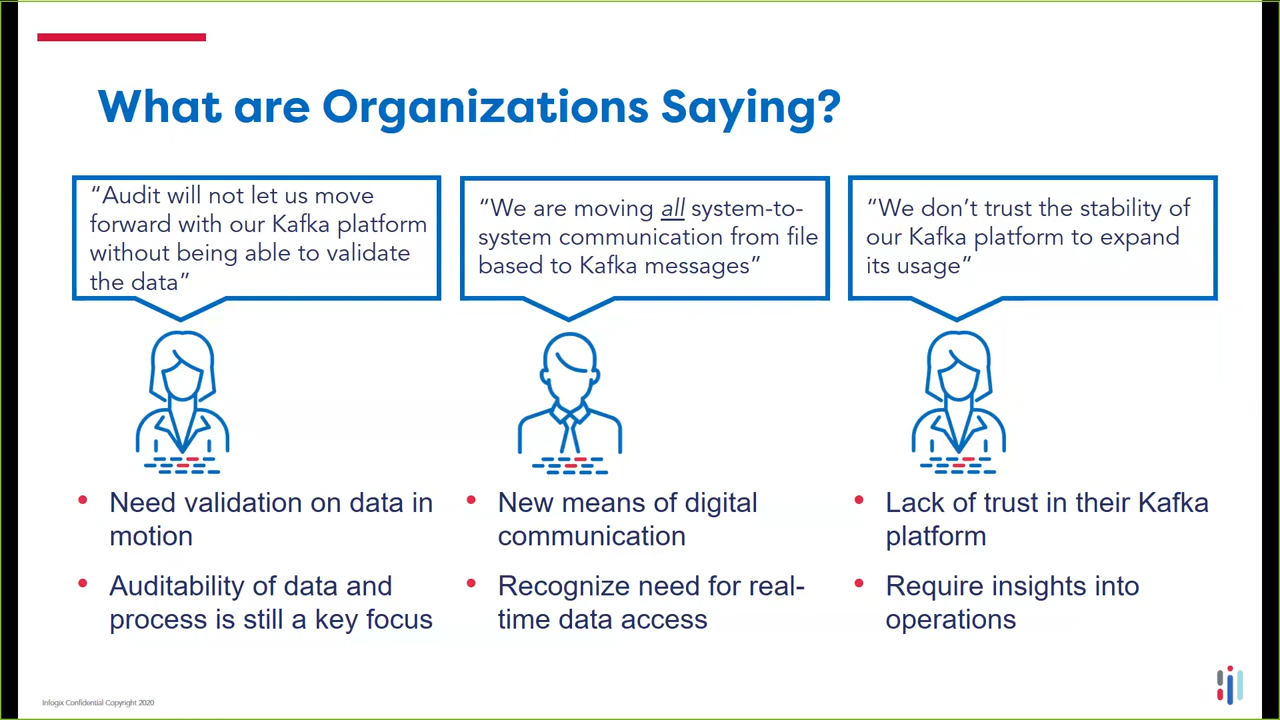 What are Organizations Saying?
“Audit will not let us move
forward with our Kafka platform
without being able to validate
the data”
“We are moving all system-to-
system communication from file
based to Kafka messages”
“We don’t trust the stability of
our Kafka platform to expand
its usage”
• Need validation on data in
motion
• Auditability of data and
process is still a key focus
• New means of digital
communication
• Recognize need for real-
time data access
• Lack of trust in their Kafka
platform
• Require insights into
operations
Infogix Confidential Copyright 2020